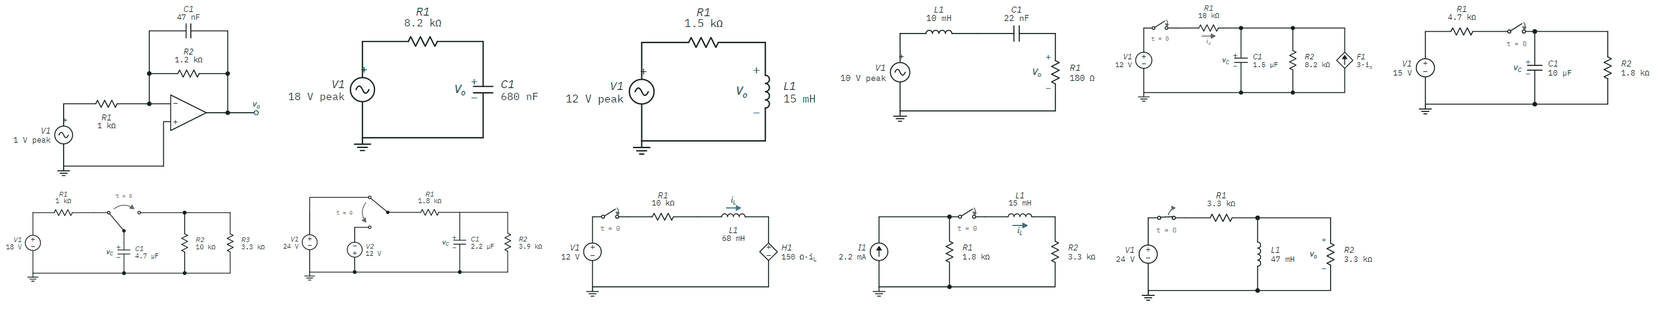 C1
47 nF
R2
1.2 kΩ
R1
1 kΩ
V1
1 V peak
+
−
+
vo
R1
8.2 kΩ
V1
18 V peak
+
Vo
+
−
C1
680 nF
R1
1.5 kΩ
V1
12 V peak
+
Vo
+
−
L1
15 mH
L1
10 mH
C1
22 nF
V1
10 V peak
+
Vo
+
−
R1
180 Ω
R1
18 kΩ
t = 0
ix
V1
12 V
+
−
vC
+
−
C1
1.5 µF
R2
8.2 kΩ
F1
3·ix
R1
4.7 kΩ
t = 0
V1
15 V
+
−
vC
+
−
C1
10 µF
R2
1.8 kΩ
R1
1 kΩ
t = 0
V1
18 V
+
−
vC
+
−
C1
4.7 µF
R2
10 kΩ
R3
3.3 kΩ
R1
1.8 kΩ
t = 0
V1
24 V
+
−
V2
12 V
+
−
vC
+
−
C1
2.2 µF
R2
3.9 kΩ
R1
10 kΩ
iL
L1
68 mH
t = 0
V1
12 V
+
−
H1
150 Ω·iL
+
−
L1
15 mH
t = 0
iL
I1
2.2 mA
R1
1.8 kΩ
R2
3.3 kΩ
R1
3.3 kΩ
t = 0
V1
24 V
+
−
L1
47 mH
vo
+
−
R2
3.3 kΩ